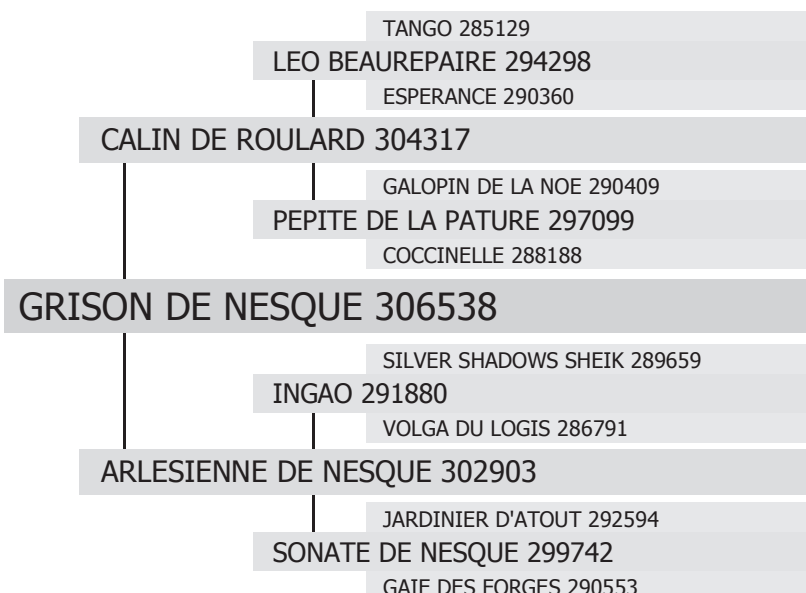 TANGO 285129
LEO BEAUREPAIRE 294298
ESPERANCE 290360
CALIN DE ROULARD 304317
GALOPIN DE LA NOE 290409
PEPITE DE LA PATURE 297099
COCCINELLE 288188
GRISON DE NESQUE 306538
SILVER SHADOWS SHEIK 289659
INGAO 291880
VOLGA DU LOGIS 286791
ARLESIENNE DE NESQUE 302903
JARDINIER D'ATOUT 292594
SONATE DE NESQUE 299742
GAIE DES FORGES 290553